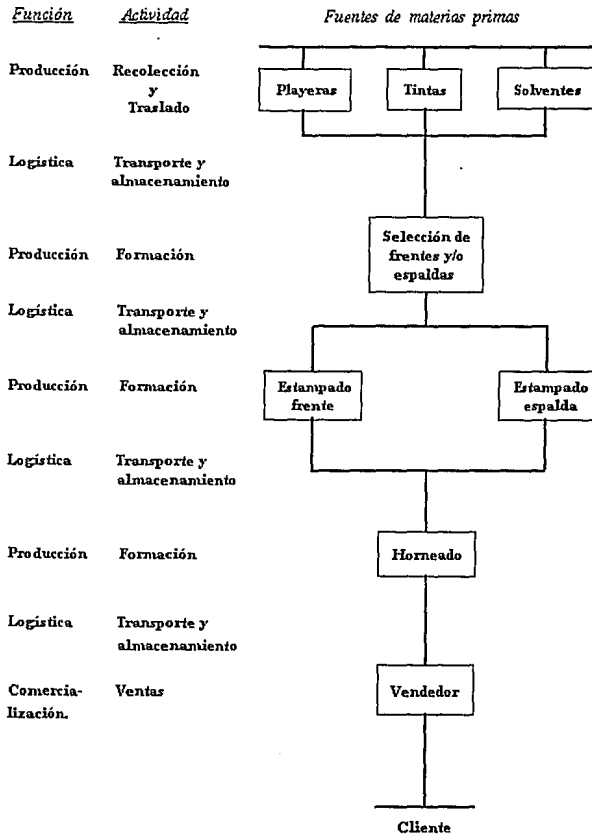 Función Actividad Fuentes de materias primas
Producción Recolección
y
Traslado
Playeras Tintas Solventes
Logística Transporte y
almacenamiento
Selección de
frentes y/o
espaldas
Producción Formación
Logística Transporte y
almacenamiento
Producción Formación
Estampado
frente
Estampado
espalda
Logística Transporte y
almacenamiento
Producción Formación Horneado
Logística Transporte y
almacenamiento
Comercia-
lización.
Ventas Vendedor
Cliente